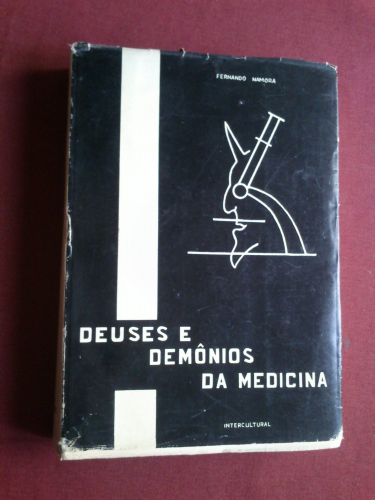 FERNANDO NAMORA
DEUSES E
DEMÔNIOS
DA MEDICINA
INTERCULTURAL